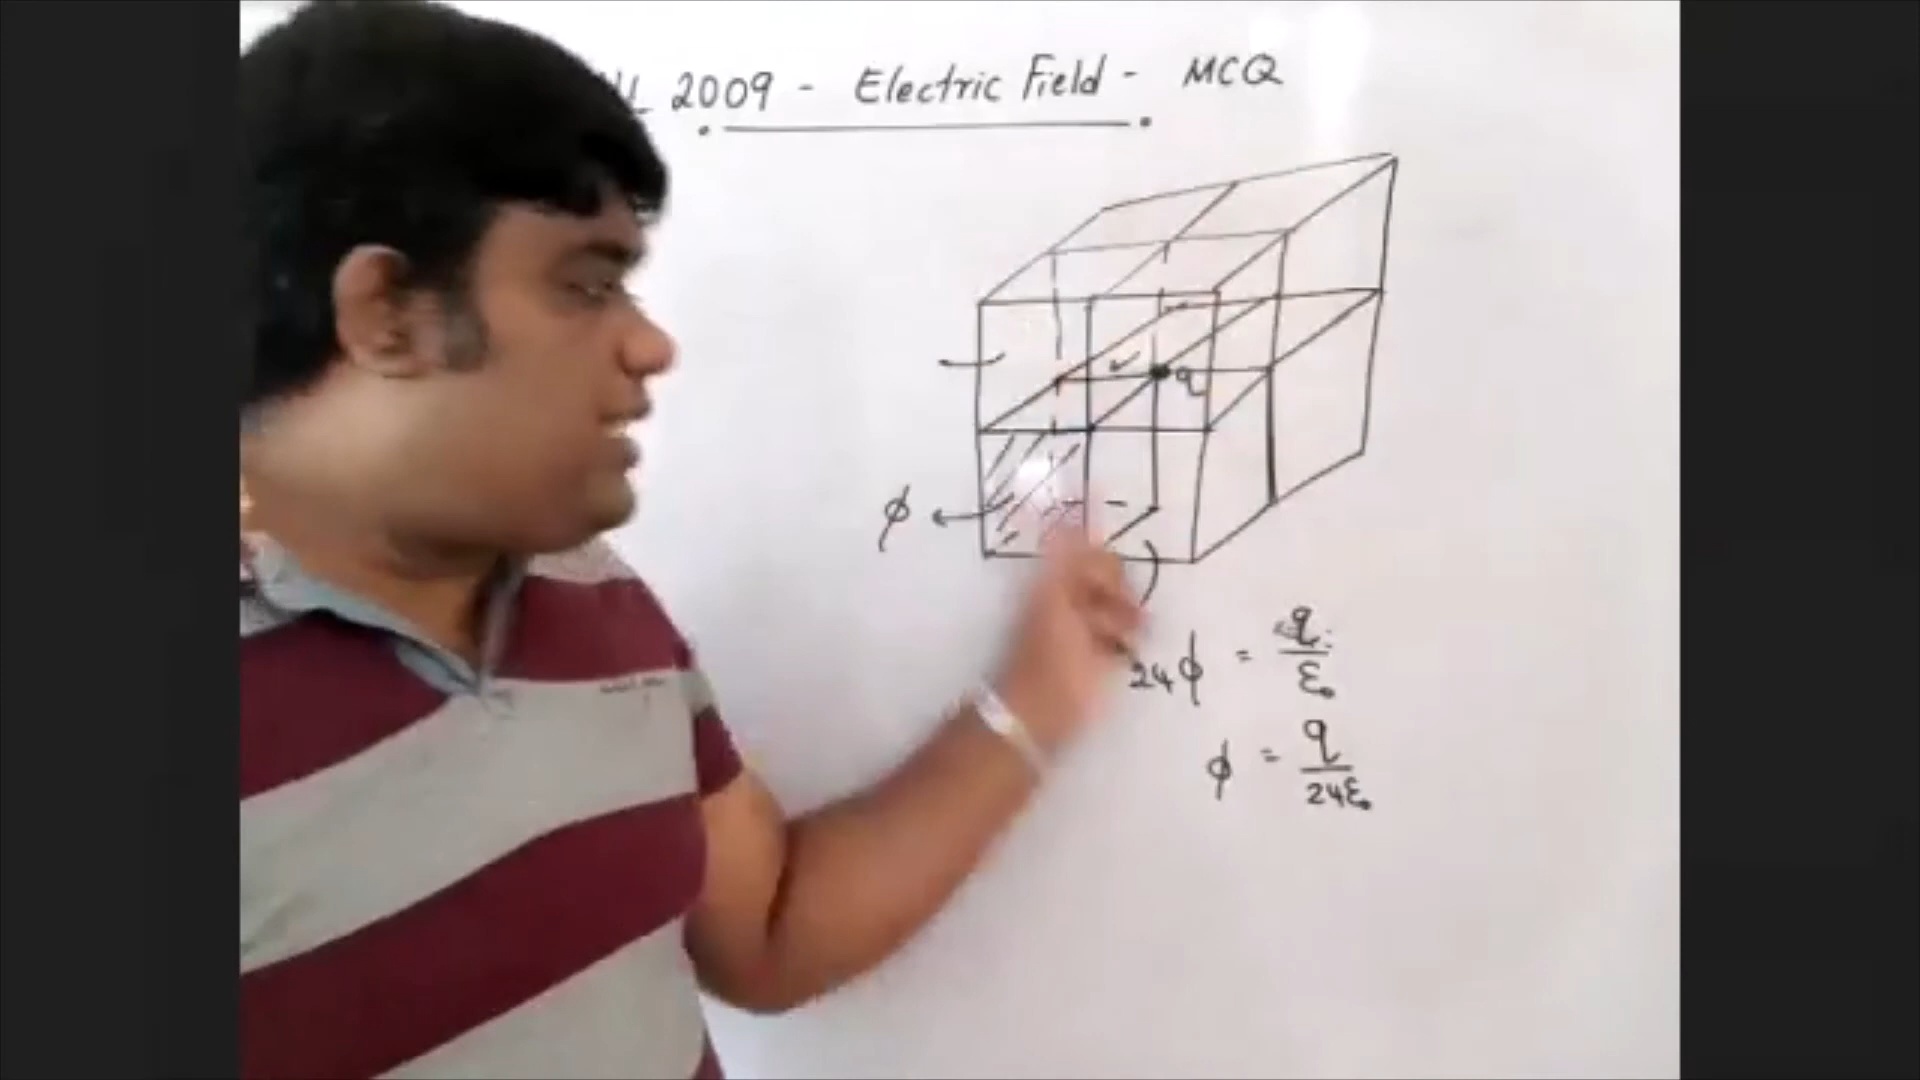 2009 - Electric Field - MCQ
q
ϕ
24ϕ = q/ε₀
ϕ = q/24ε₀